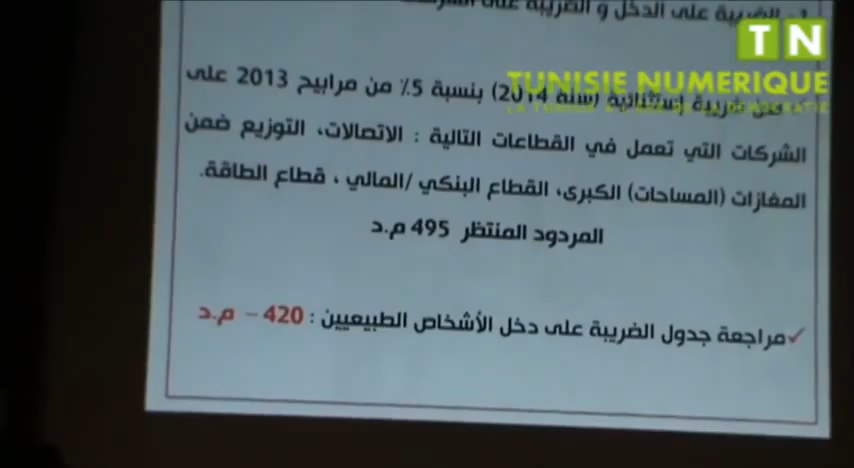 TN
TUNISIE NUMERIQUE
1- الضريبة على الدخل و الضريبة على
ضريبة إستثنائية (سنة 2014) بنسبة 5٪ من مرابيح 2013 على
الشركات التي تعمل في القطاعات التالية : الاتصالات، التوزيع ضمن
المغازات (المساحات) الكبرى، القطاع البنكي /المالي ، قطاع الطاقة.
المردود المنتظر 495 م.د
✓مراجعة جدول الضريبة على دخل الأشخاص الطبيعيين : 420 – م.د